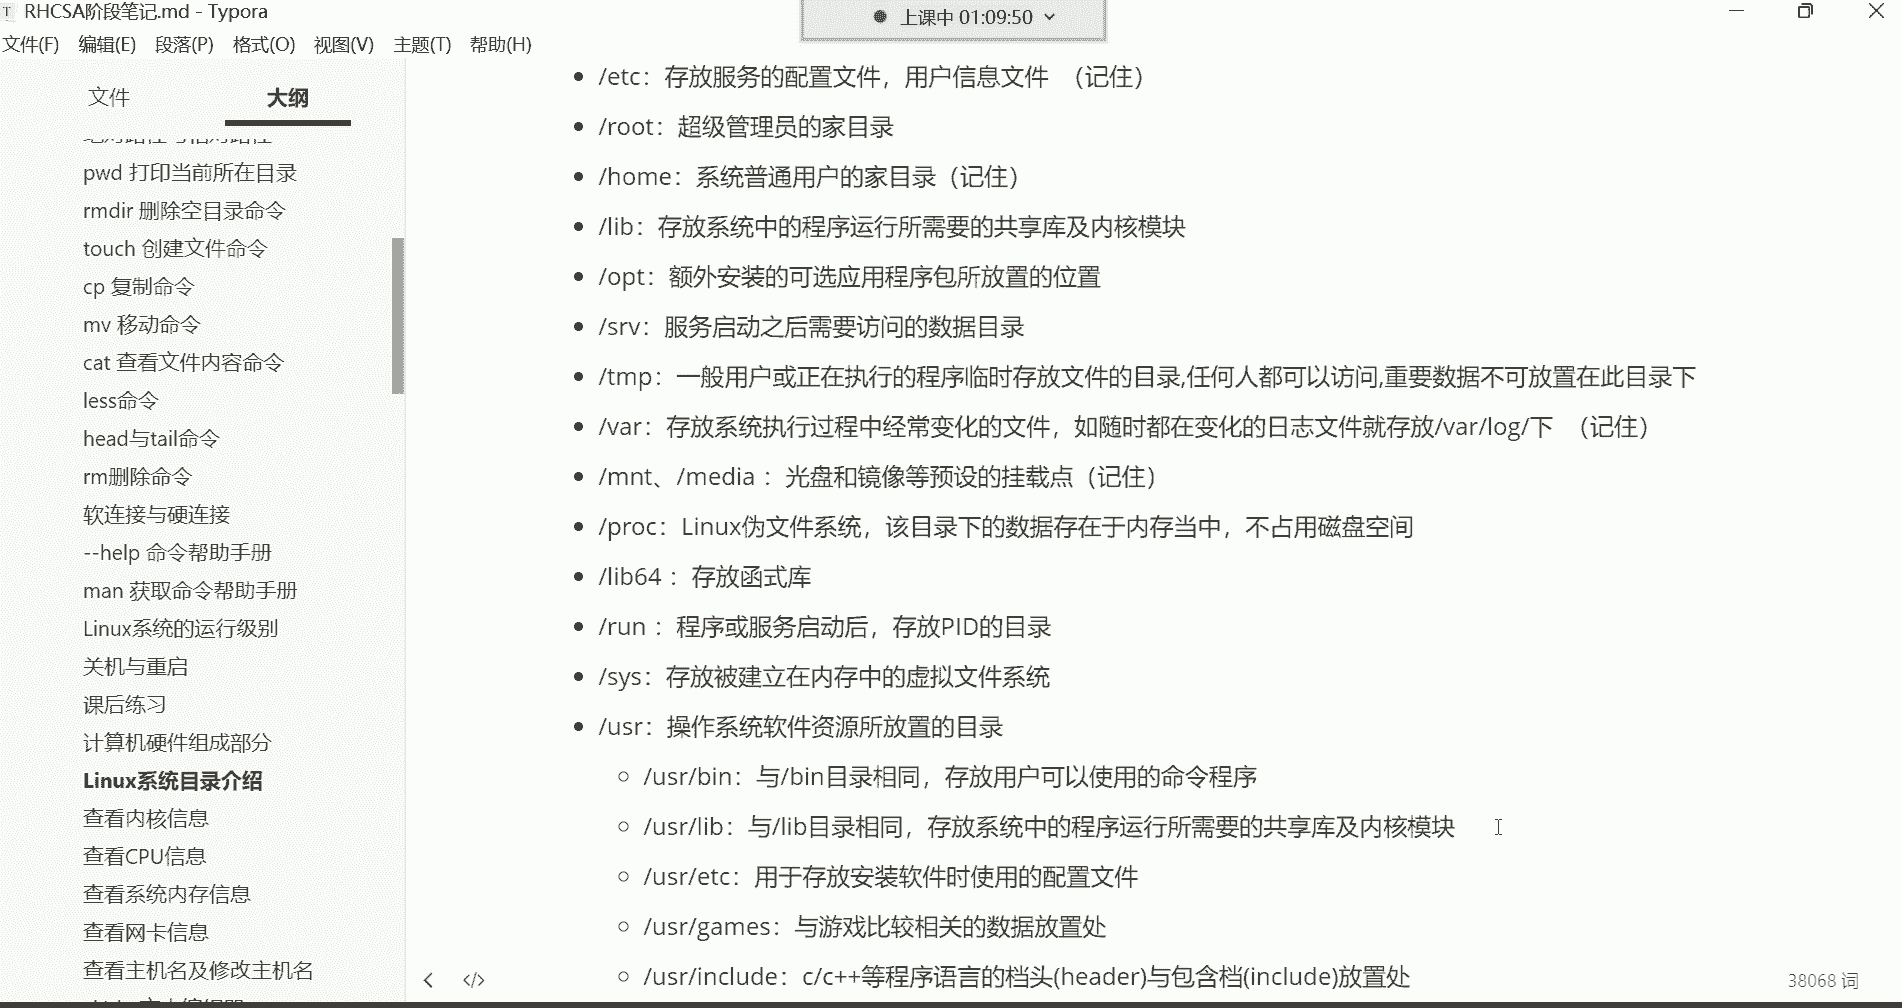 T RHCSA阶段笔记.md - Typora
上课中 01:09:50
文件(F) 编辑(E) 段落(P) 格式(O) 视图(V) 主题(T) 帮助(H)
文件 大纲
pwd 打印当前所在目录
rmdir 删除空目录命令
touch 创建文件命令
cp 复制命令
mv 移动命令
cat 查看文件内容命令
less命令
head与tail命令
rm删除命令
软连接与硬连接
--help 命令帮助手册
man 获取命令帮助手册
Linux系统的运行级别
关机与重启
课后练习
计算机硬件组成部分
Linux系统目录介绍
查看内核信息
查看CPU信息
查看系统内存信息
查看网卡信息
查看主机名及修改主机名
/etc：存放服务的配置文件，用户信息文件 （记住）
/root：超级管理员的家目录
/home：系统普通用户的家目录（记住）
/lib：存放系统中的程序运行所需要的共享库及内核模块
/opt：额外安装的可选应用程序包所放置的位置
/srv：服务启动之后需要访问的数据目录
/tmp：一般用户或正在执行的程序临时存放文件的目录,任何人都可以访问,重要数据不可放置在此目录下
/var：存放系统执行过程中经常变化的文件，如随时都在变化的日志文件就存放/var/log/下 （记住）
/mnt、/media ：光盘和镜像等预设的挂载点（记住）
/proc：Linux伪文件系统，该目录下的数据存在于内存当中，不占用磁盘空间
/lib64 ：存放函式库
/run ：程序或服务启动后，存放PID的目录
/sys：存放被建立在内存中的虚拟文件系统
/usr：操作系统软件资源所放置的目录
/usr/bin：与/bin目录相同，存放用户可以使用的命令程序
/usr/lib：与/lib目录相同，存放系统中的程序运行所需要的共享库及内核模块
/usr/etc：用于存放安装软件时使用的配置文件
/usr/games：与游戏比较相关的数据放置处
/usr/include：c/c++等程序语言的档头(header)与包含档(include)放置处
38068 词